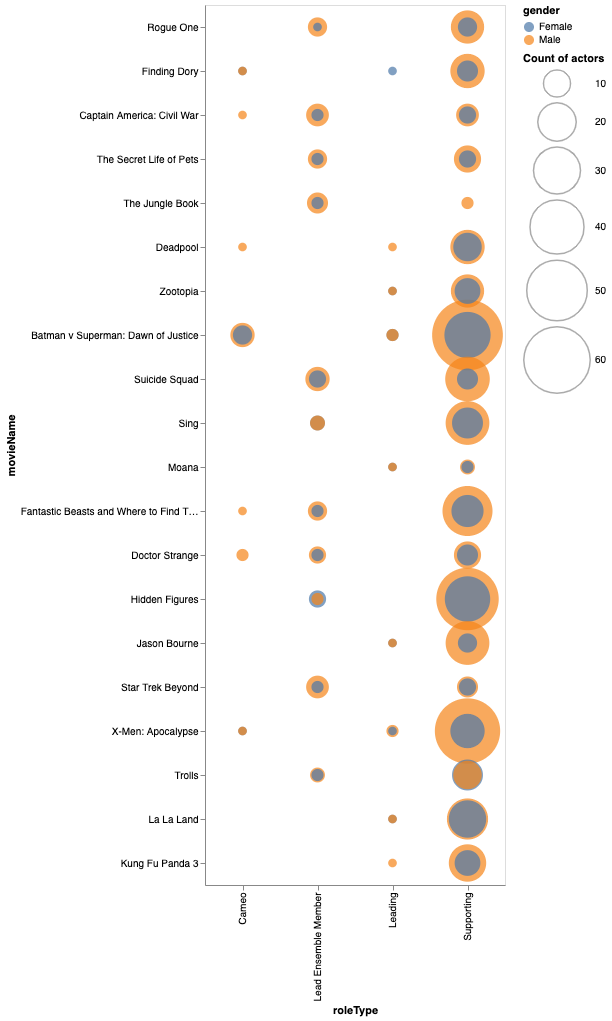 gender
Female
Male
Count of actors
10
20
30
40
50
60
movieName
Rogue One
Finding Dory
Captain America: Civil War
The Secret Life of Pets
The Jungle Book
Deadpool
Zootopia
Batman v Superman: Dawn of Justice
Suicide Squad
Sing
Moana
Fantastic Beasts and Where to Find T…
Doctor Strange
Hidden Figures
Jason Bourne
Star Trek Beyond
X-Men: Apocalypse
Trolls
La La Land
Kung Fu Panda 3
Cameo
Lead Ensemble Member
Leading
Supporting
roleType